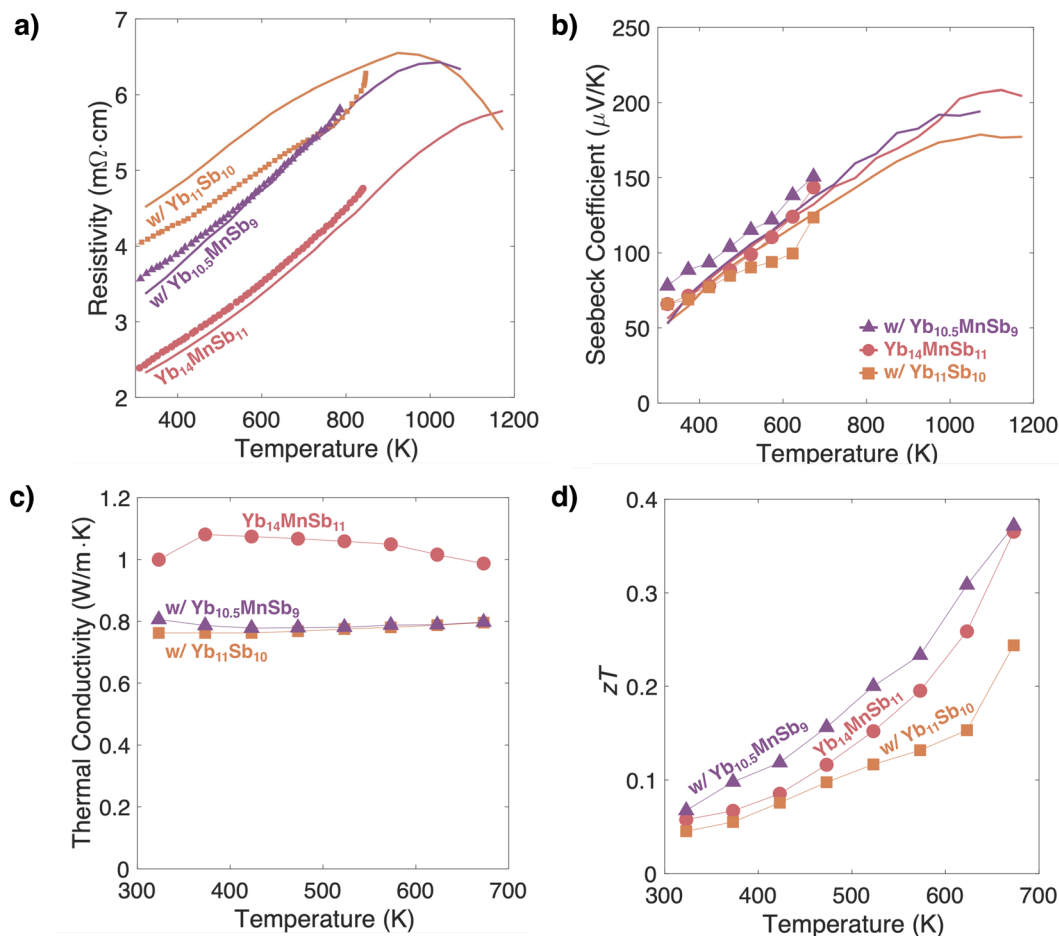 a)
7
6
5
4
3
2
Resistivity (mΩ·cm)
w/ Yb₁₁Sb₁₀
w/ Yb₁₀.₅MnSb₉
Yb₁₄MnSb₁₁
400
600
800
1000
1200
Temperature (K)
b)
250
200
150
100
50
0
Seebeck Coefficient (μV/K)
w/ Yb₁₀.₅MnSb₉
Yb₁₄MnSb₁₁
w/ Yb₁₁Sb₁₀
400
600
800
1000
1200
Temperature (K)
c)
1.2
1
0.8
0.6
0.4
0.2
0
Thermal Conductivity (W/m·K)
Yb₁₄MnSb₁₁
w/ Yb₁₀.₅MnSb₉
w/ Yb₁₁Sb₁₀
300
400
500
600
700
Temperature (K)
d)
0.4
0.3
0.2
0.1
0
zT
w/ Yb₁₀.₅MnSb₉
Yb₁₄MnSb₁₁
w/ Yb₁₁Sb₁₀
300
400
500
600
700
Temperature (K)